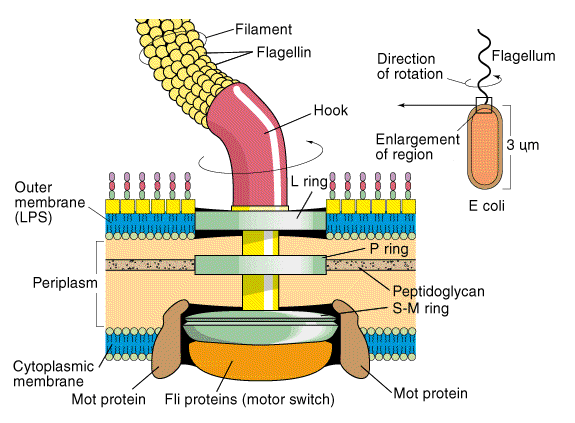 Filament
Flagellin
Hook
L ring
Outer
membrane
(LPS)
P ring
Periplasm
Peptidoglycan
S-M ring
Cytoplasmic
membrane
Mot protein
Fli proteins (motor switch)
Mot protein
Direction
of rotation
Flagellum
Enlargement
of region
3 μm
E coli